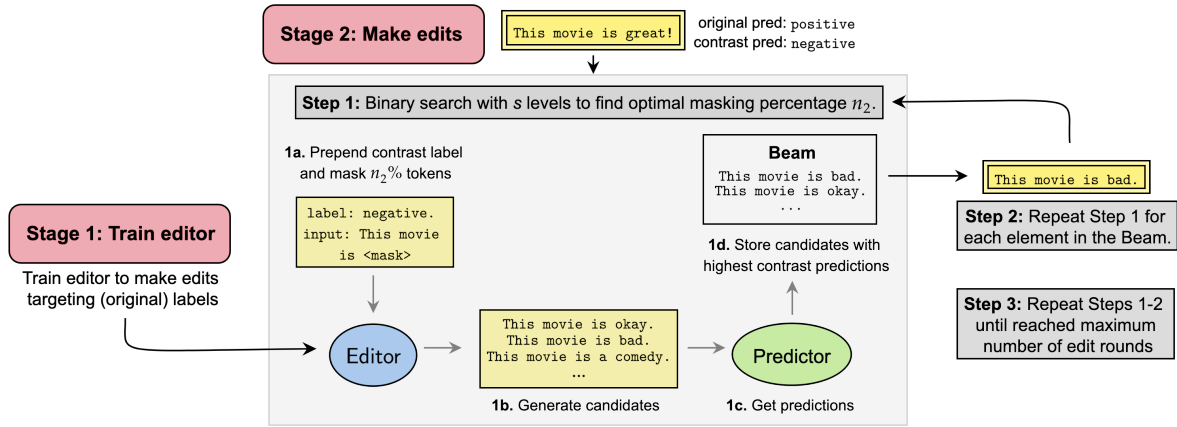 Stage 2: Make edits
This movie is great!
original pred: positive
contrast pred: negative
Step 1: Binary search with s levels to find optimal masking percentage n₂.
1a. Prepend contrast label
and mask n₂% tokens
label: negative.
input: This movie
is <mask>
Stage 1: Train editor
Train editor to make edits
targeting (original) labels
Editor
This movie is okay.
This movie is bad.
This movie is a comedy.
...
1b. Generate candidates
Predictor
1c. Get predictions
1d. Store candidates with
highest contrast predictions
Beam
This movie is bad.
This movie is okay.
...
This movie is bad.
Step 2: Repeat Step 1 for
each element in the Beam.
Step 3: Repeat Steps 1-2
until reached maximum
number of edit rounds